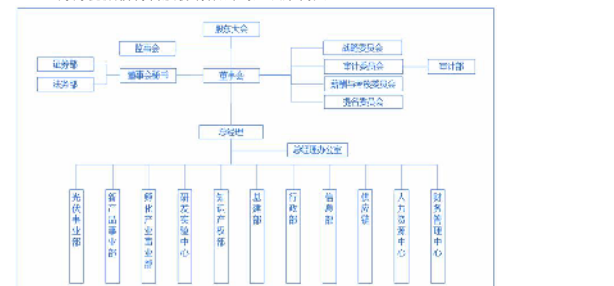 股东大会
监事会
战略委员会
证券部
审计委员会
审计部
董事会秘书
董事会
法务部
薪酬与考核委员会
提名委员会
总经理
总经理办公室
光伏事业部
新产品事业部
孵化产业事业部
研发实验中心
知识产权部
基建部
行政部
信息部
供应链
人力资源中心
财务管理中心